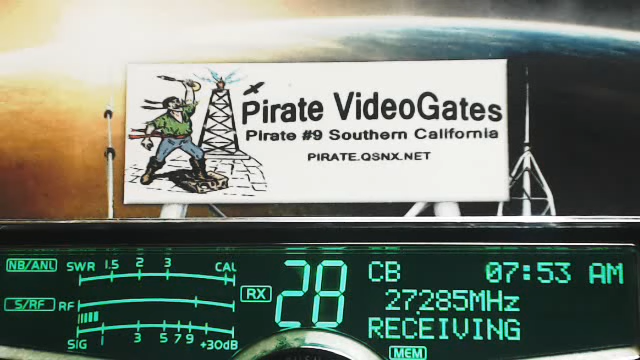 Pirate VideoGates
Pirate #9 Southern California
PIRATE.QSNX.NET
NB/ANL SWR 1.5 2 3 CAL
S/RF RF
SIG 1 3 5 7 9 +30dB
RX 28
CB 07:53 AM
27285MHz
RECEIVING
MEM